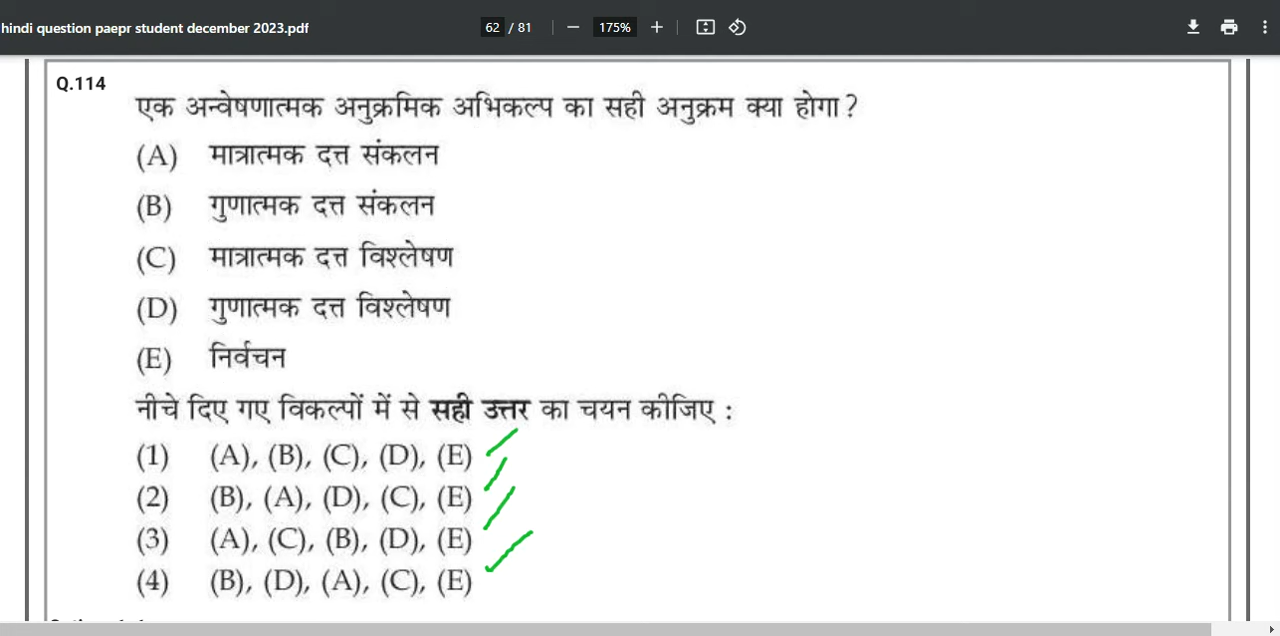 hindi question paepr student december 2023.pdf 62 / 81 175%
Q.114
एक अन्वेषणात्मक अनुक्रमिक अभिकल्प का सही अनुक्रम क्या होगा ?
(A) मात्रात्मक दत्त संकलन
(B) गुणात्मक दत्त संकलन
(C) मात्रात्मक दत्त विश्लेषण
(D) गुणात्मक दत्त विश्लेषण
(E) निर्वचन
नीचे दिए गए विकल्पों में से सही उत्तर का चयन कीजिए :
(1) (A), (B), (C), (D), (E)
(2) (B), (A), (D), (C), (E)
(3) (A), (C), (B), (D), (E)
(4) (B), (D), (A), (C), (E)